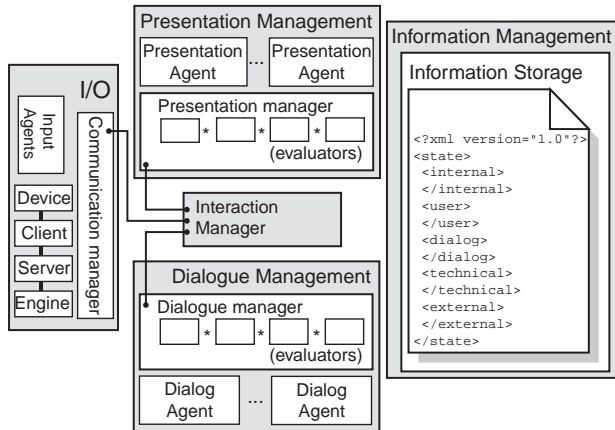 I/O
Input
Agents
Communication manager
Device
Client
Server
Engine
Presentation Management
Presentation
Agent
...
Presentation
Agent
Presentation manager
* * *
(evaluators)
Interaction
Manager
Dialogue Management
Dialogue manager
* * *
(evaluators)
Dialog
Agent
...
Dialog
Agent
Information Management
Information Storage
<?xml version="1.0"?>
<state>
<internal>
</internal>
<user>
</user>
<dialog>
</dialog>
<technical>
</technical>
<external>
</external>
</state>